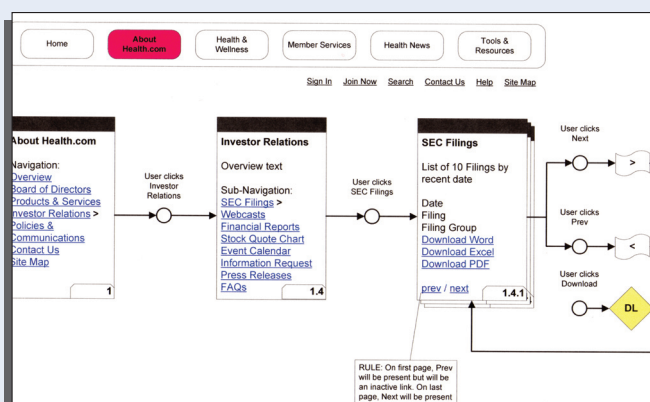 Home
About
Health.com
Health &
Wellness
Member Services
Health News
Tools &
Resources
Sign In Join Now Search Contact Us Help Site Map
About Health.com
Navigation:
Overview
Board of Directors
Products & Services
Investor Relations >
Policies &
Communications
Contact Us
Site Map
1
User clicks
Investor
Relations
Investor Relations
Overview text
Sub-Navigation:
SEC Filings >
Webcasts
Financial Reports
Stock Quote Chart
Event Calendar
Information Request
Press Releases
FAQs
1.4
User clicks
SEC Filings
SEC Filings
List of 10 Filings by
recent date
Date
Filing
Filing Group
Download Word
Download Excel
Download PDF
prev / next
1.4.1
User clicks
Next
>
User clicks
Prev
<
User clicks
Download
DL
RULE: On first page, Prev
will be present but will be
an inactive link. On last
page, Next will be present